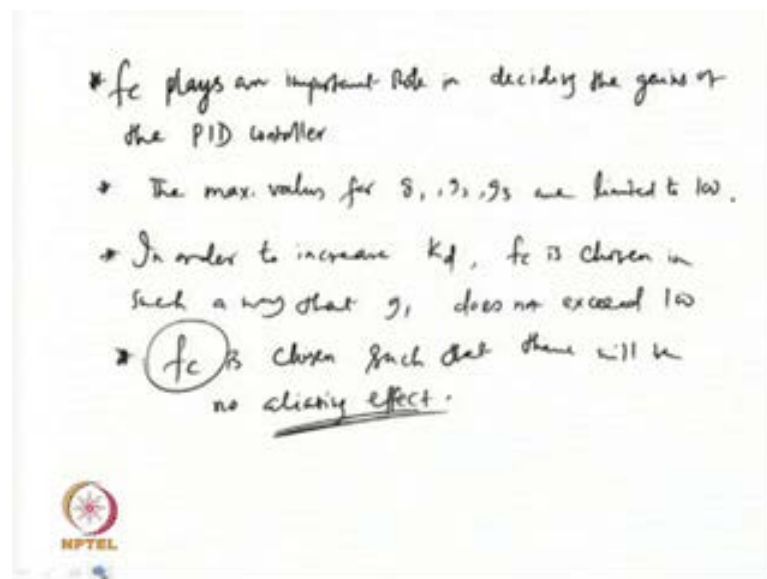 * fc plays an important Role in deciding the gains of
the PID controller
* The max. values for g1, g2, g3 are limited to 100.
* In order to increase Kd, fc is chosen in
such a way that g1 does not exceed 100
* fc is chosen such that there will be
no aliasing effect.
NPTEL